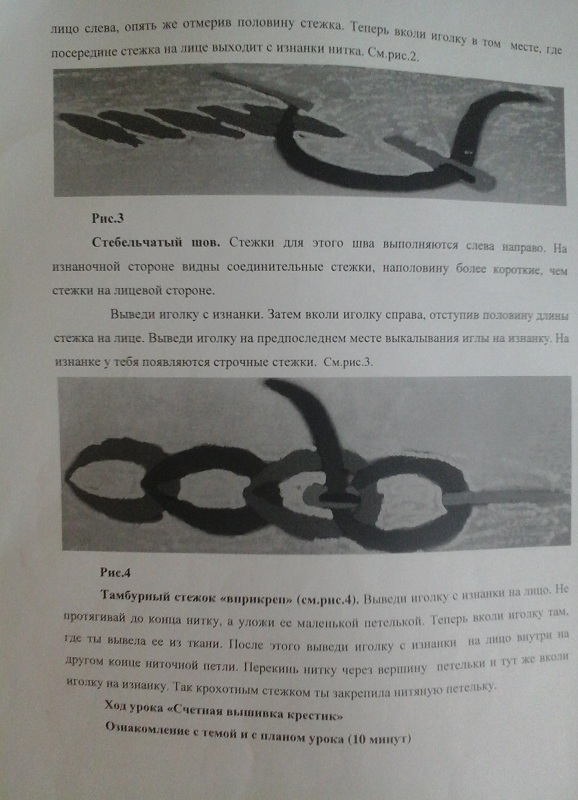 лицо слева, опять же отмерив половину стежка. Теперь вколи иголку в том месте, где
посередине стежка на лице выходит с изнанки нитка. См.рис.2.
Рис.3
Стебельчатый шов. Стежки для этого шва выполняются слева направо. На
изнаночной стороне видны соединительные стежки, наполовину более короткие, чем
стежки на лицевой стороне.
Выведи иголку с изнанки. Затем вколи иголку справа, отступив половину длины
стежка на лице. Выведи иголку на предпоследнем месте выкалывания иглы на изнанку. На
изнанке у тебя появляются строчные стежки. См.рис.3.
Рис.4
Тамбурный стежок «вприкреп» (см.рис.4). Выведи иголку с изнанки на лицо. Не
протягивай до конца нитку, а уложи ее маленькой петелькой. Теперь вколи иголку там,
где ты вывела ее из ткани. После этого выведи иголку с изнанки на лицо внутри на
другом конце ниточной петли. Перекинь нитку через вершину петельки и тут же вколи
иголку на изнанку. Так крохотным стежком ты закрепила нитяную петельку.
Ход урока «Счетная вышивка крестик»
Ознакомление с темой и с планом урока (10 минут)